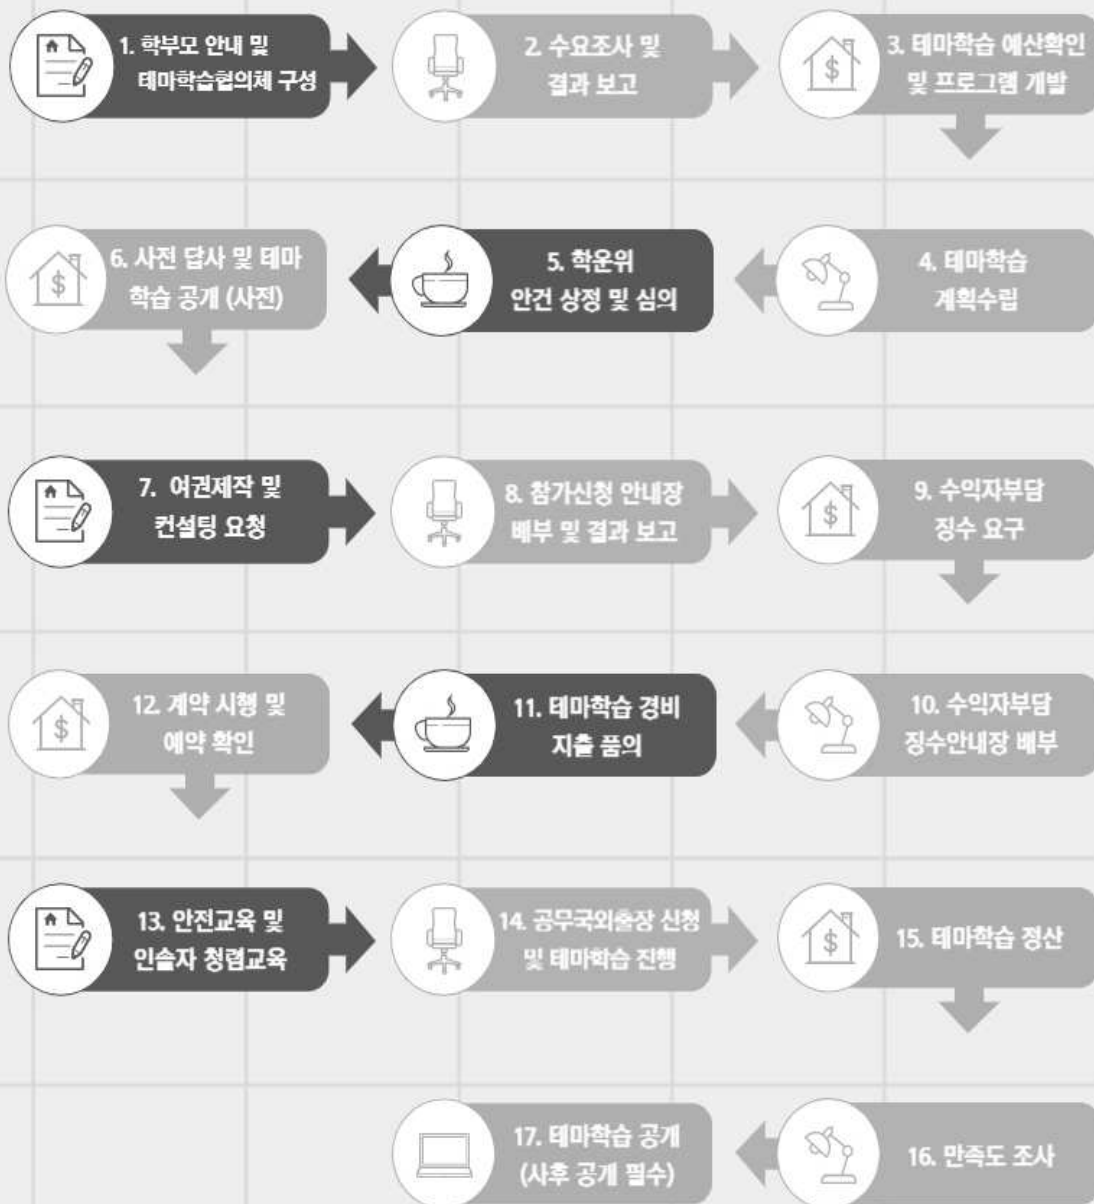 1. 학부모 안내 및
테마학습협의체 구성
2. 수요조사 및
결과 보고
3. 테마학습 예산확인
및 프로그램 개발
4. 테마학습
계획수립
5. 학운위
안건 상정 및 심의
6. 사전 답사 및 테마
학습 공개 (사전)
7. 여권제작 및
컨설팅 요청
8. 참가신청 안내장
배부 및 결과 보고
9. 수익자부담
징수 요구
10. 수익자부담
징수안내장 배부
11. 테마학습 경비
지출 품의
12. 계약 시행 및
예약 확인
13. 안전교육 및
인솔자 청렴교육
14. 공무국외출장 신청
및 테마학습 진행
15. 테마학습 정산
16. 만족도 조사
17. 테마학습 공개
(사후 공개 필수)